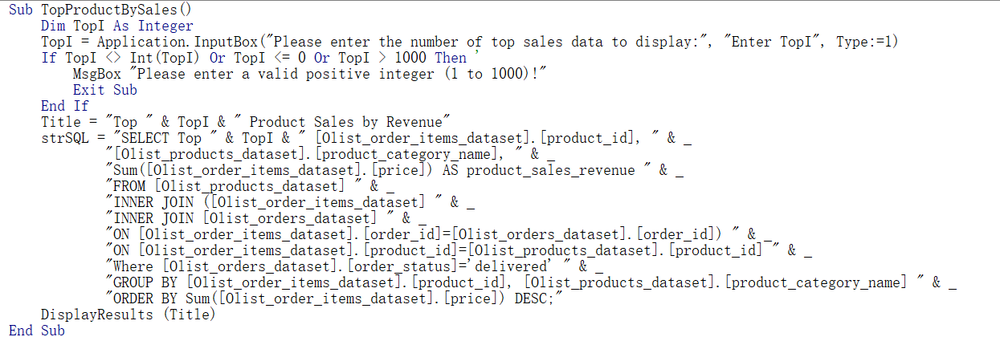 Sub TopProductBySales()
    Dim TopI As Integer
    TopI = Application.InputBox("Please enter the number of top sales data to display:", "Enter TopI", Type:=1)
    If TopI <> Int(TopI) Or TopI <= 0 Or TopI > 1000 Then '
        MsgBox "Please enter a valid positive integer (1 to 1000)!"
        Exit Sub
    End If
    Title = "Top " & TopI & " Product Sales by Revenue"
    strSQL = "SELECT Top " & TopI & " [Olist_order_items_dataset].[product_id], " & _
            "[Olist_products_dataset].[product_category_name], " & _
            "Sum([Olist_order_items_dataset].[price]) AS product_sales_revenue " & _
            "FROM [Olist_products_dataset] " & _
            "INNER JOIN ([Olist_order_items_dataset] " & _
            "INNER JOIN [Olist_orders_dataset] " & _
            "ON [Olist_order_items_dataset].[order_id]=[Olist_orders_dataset].[order_id]) " & _
            "ON [Olist_order_items_dataset].[product_id]=[Olist_products_dataset].[product_id] " & _
            "Where [Olist_orders_dataset].[order_status]='delivered' " & _
            "GROUP BY [Olist_order_items_dataset].[product_id], [Olist_products_dataset].[product_category_name] " & _
            "ORDER BY Sum([Olist_order_items_dataset].[price]) DESC;"
    DisplayResults (Title)
End Sub